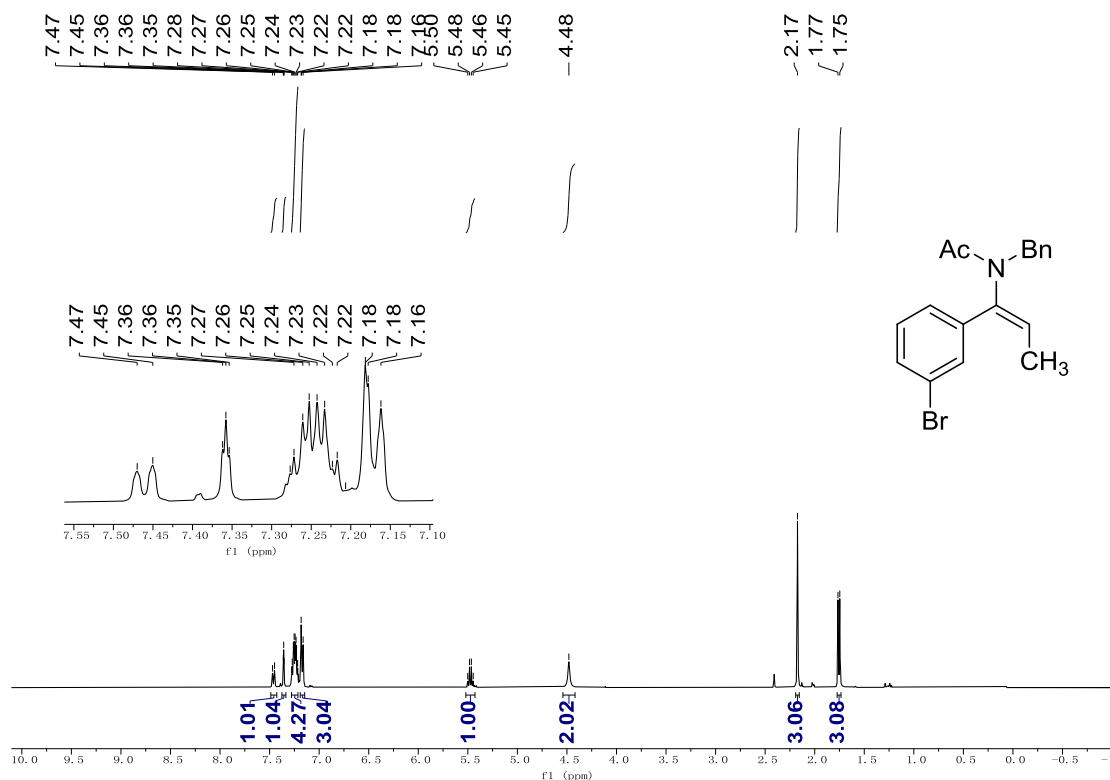 7.47 7.45 7.36 7.36 7.35 7.28 7.27 7.26 7.25 7.24 7.23 7.22 7.22 7.18 7.18 7.16 5.50 5.48 5.46 5.45 4.48 2.17 1.77 1.75
Ac
N
Bn
CH3
Br
7.47 7.45 7.36 7.36 7.35 7.27 7.26 7.25 7.24 7.23 7.22 7.22 7.18 7.18 7.16
7.55 7.50 7.45 7.40 7.35 7.30 7.25 7.20 7.15 7.10
f1 (ppm)
1.01 1.04 4.27 3.04 1.00 2.02 3.06 3.08
10.0 9.5 9.0 8.5 8.0 7.5 7.0 6.5 6.0 5.5 5.0 4.5 4.0 3.5 3.0 2.5 2.0 1.5 1.0 0.5 0.0 -0.5
f1 (ppm)